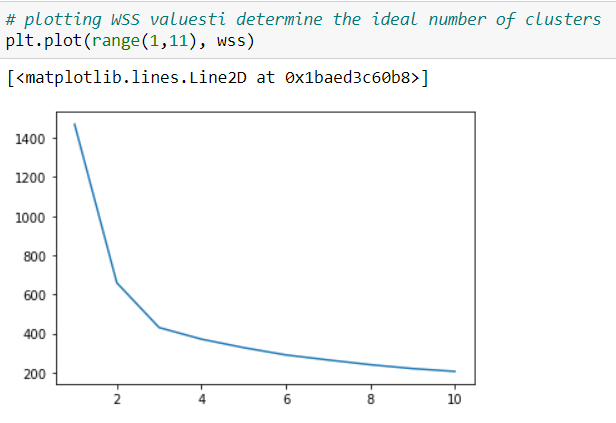 # plotting WSS valuesti determine the ideal number of clusters
plt.plot(range(1,11), wss)
[<matplotlib.lines.Line2D at 0x1baed3c60b8>]
1400
1200
1000
800
600
400
200
2 4 6 8 10